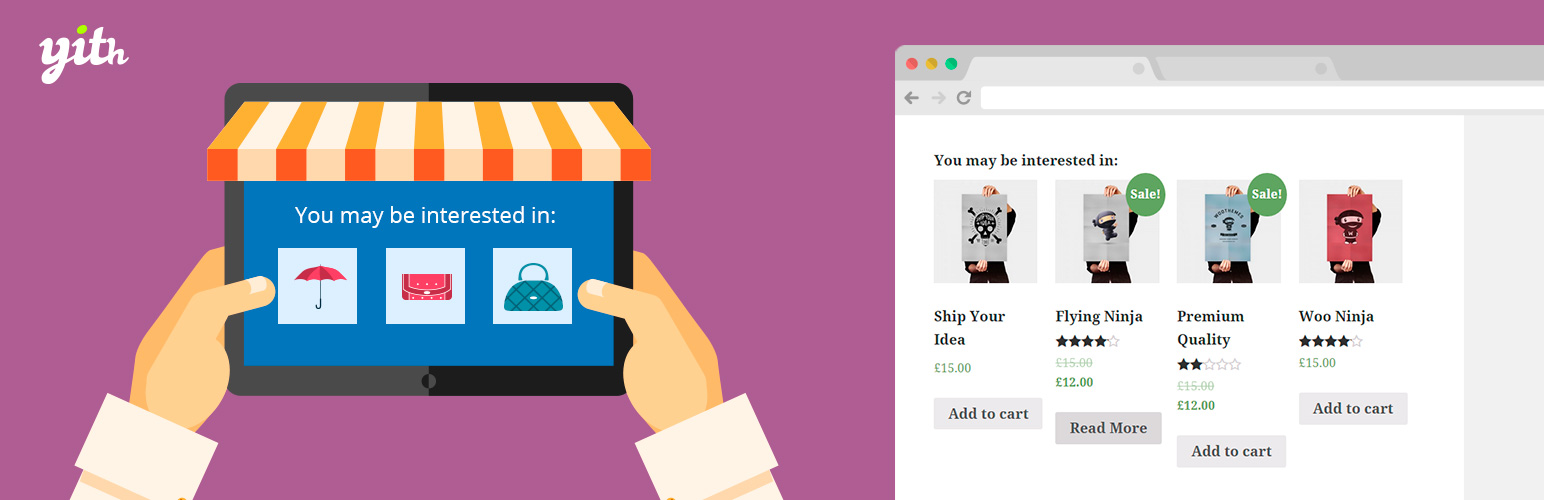 yith
You may be interested in:
You may be interested in:
Sale!
Sale!
Ship Your
Idea
£15.00
Add to cart
Flying Ninja
£15.00
£12.00
Read More
Premium
Quality
£15.00
£12.00
Add to cart
Woo Ninja
£15.00
Add to cart